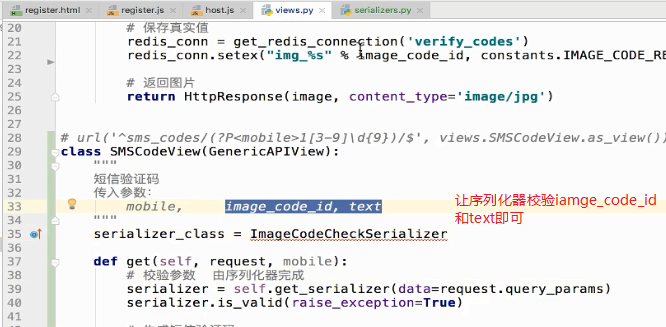 register.html register.js host.js views.py serializers.py
20 # 保存真实值
21 redis_conn = get_redis_connection('verify_codes')
22 redis_conn.setex("img_%s" % image_code_id, constants.IMAGE_CODE_RE
23
24 # 返回图片
25 return HttpResponse(image, content_type='image/jpg')
26
27
28 # url('^sms_codes/(?P<mobile>1[3-9]\d{9})/$', views.SMSCodeView.as_view())
29 class SMSCodeView(GenericAPIView):
30 """
31 短信验证码
32 传入参数：
33 mobile, image_code_id, text
34 """
35 serializer_class = ImageCodeCheckSerializer
36
37 def get(self, request, mobile):
38 # 校验参数 由序列化器完成
39 serializer = self.get_serializer(data=request.query_params)
40 serializer.is_valid(raise_exception=True)
41
让序列化器校验iamge_code_id
和text即可